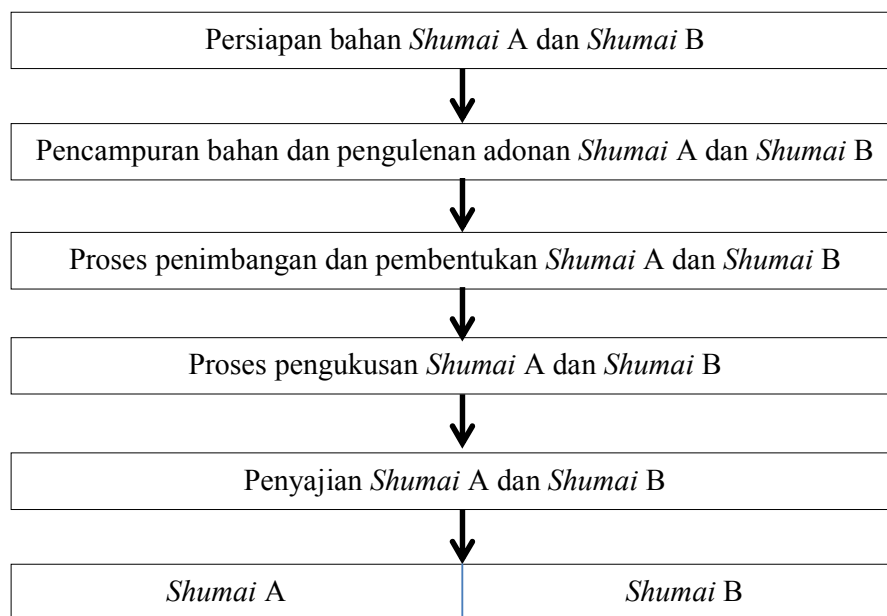 Persiapan bahan Shumai A dan Shumai B
Pencampuran bahan dan pengulenan adonan Shumai A dan Shumai B
Proses penimbangan dan pembentukan Shumai A dan Shumai B
Proses pengukusan Shumai A dan Shumai B
Penyajian Shumai A dan Shumai B
Shumai A
Shumai B